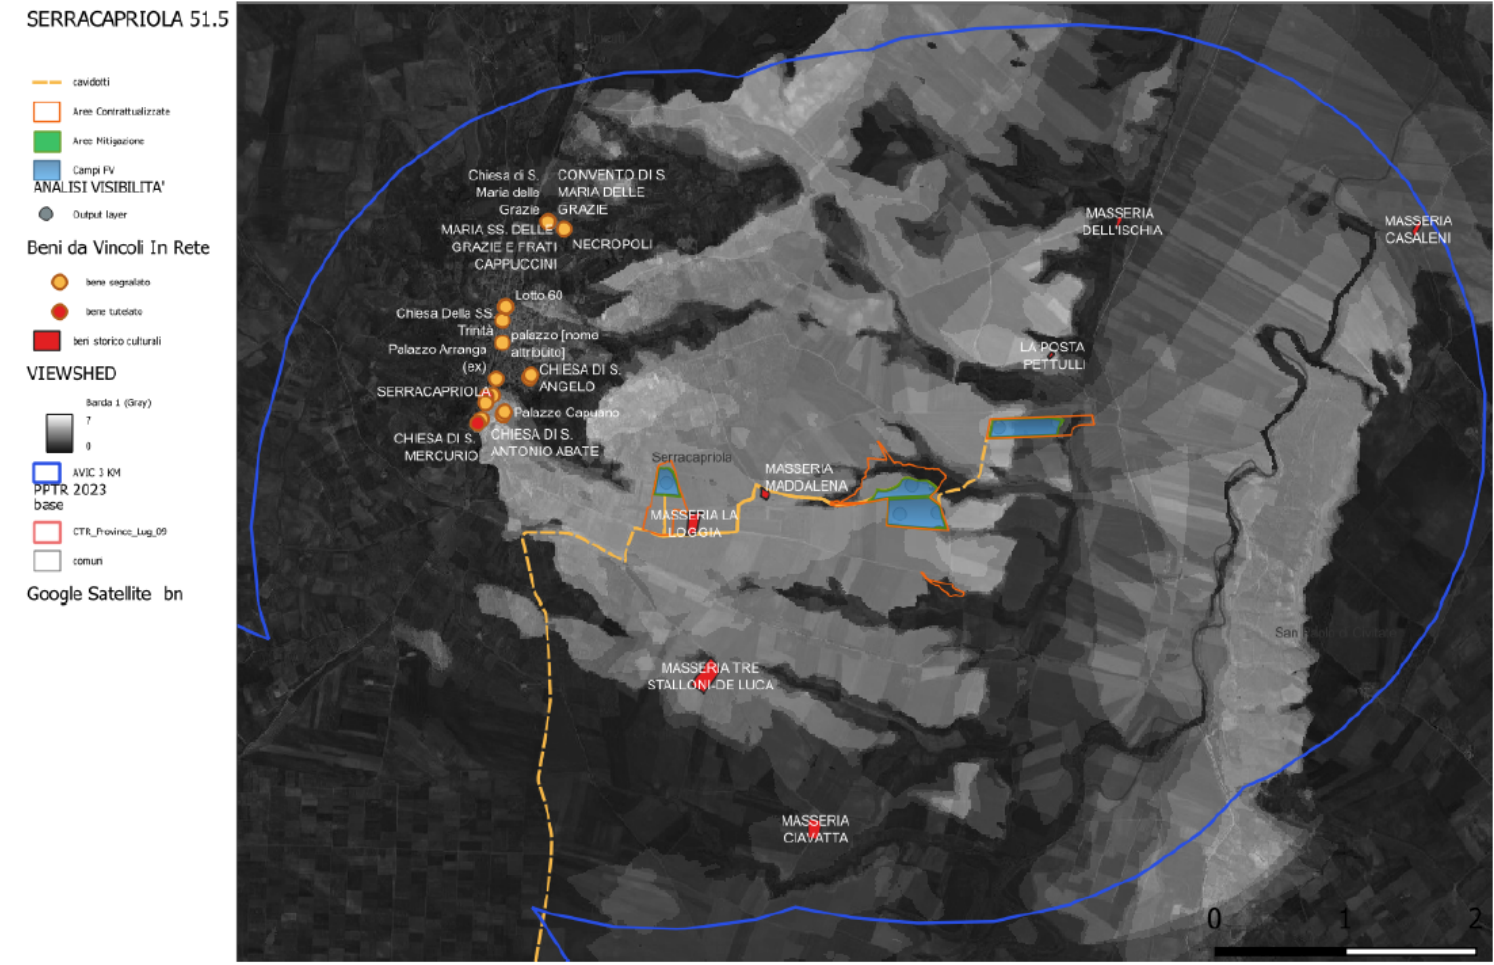 SERRACAPRIOLA 51.5
cavidotti
Aree Contrattualizzate
Aree Mitigazione
Campi FV
ANALISI VISIBILITA'
Output layer
Beni da Vincoli In Rete
bene segnalato
bene tutelato
beni storico culturali
VIEWSHED
Banda 1 (Gray)
7
0
AVIC 3 KM
PPTR 2023
base
CTR_Province_Lug_09
comuni
Google Satellite bn
Chiesa di S.
Maria delle
Grazie
CONVENTO DI S.
MARIA DELLE
GRAZIE
MARIA SS. DELLE
GRAZIE E FRATI
CAPPUCCINI
NECROPOLI
Lotto 60
Chiesa Della SS.
Trinità
palazzo [nome
attribuito]
Palazzo Arranga
(ex)
CHIESA DI S.
ANGELO
SERRACAPRIOLA
Palazzo Capuano
CHIESA DI S.
MERCURIO
CHIESA DI S.
ANTONIO ABATE
Serracapriola
MASSERIA
MADDALENA
MASSERIA LA
LOGGIA
MASSERIA
DELL'ISCHIA
MASSERIA
CASALENI
LA POSTA
PETTULLI
MASSERIA TRE
STALLONI-DE LUCA
MASSERIA
CIAVATTA
0 1 2